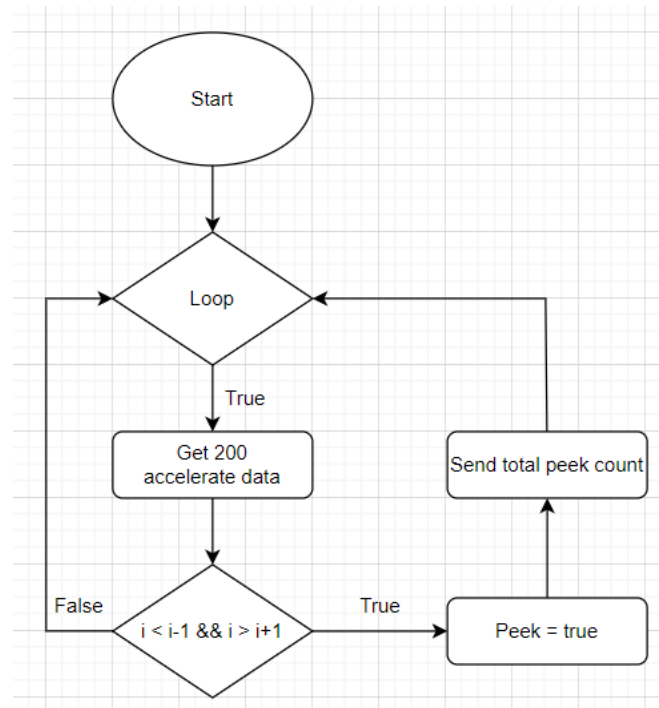 Start
Loop
True
Get 200
accelerate data
Send total peek count
False
i < i-1 && i > i+1
True
Peek = true